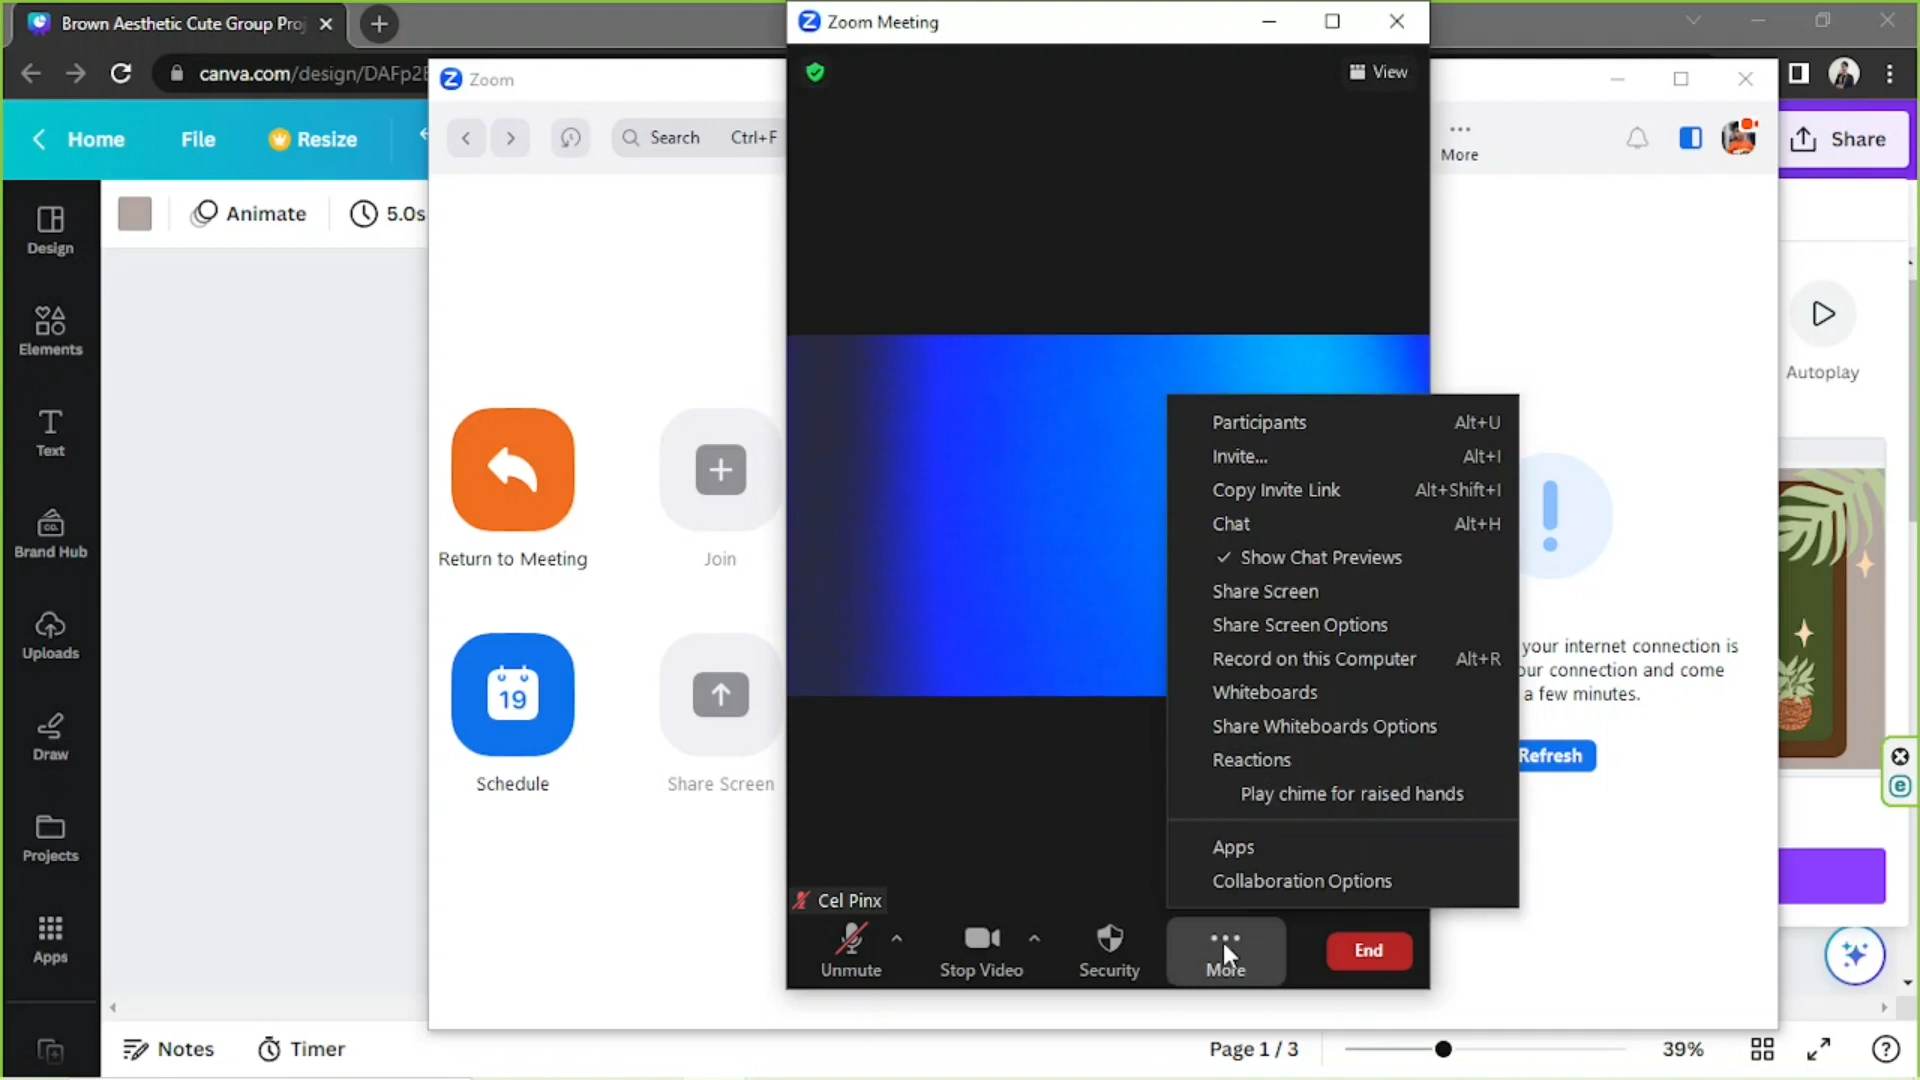 Brown Aesthetic Cute Group Proj
Zoom Meeting
canva.com/design/DAFp2E
Zoom
View
Home
File
Resize
Search
Ctrl+F
More
Share
Animate
5.0s
Design
Elements
Text
Brand Hub
Uploads
Draw
Projects
Apps
Autoplay
Return to Meeting
Join
19
Schedule
Share Screen
Participants Alt+U
Invite... Alt+I
Copy Invite Link Alt+Shift+I
Chat Alt+H
Show Chat Previews
Share Screen
Share Screen Options
Record on this Computer Alt+R
Whiteboards
Share Whiteboards Options
Reactions
Play chime for raised hands
Apps
Collaboration Options
your internet connection is
our connection and come
a few minutes.
Refresh
Cel Pinx
Unmute
Stop Video
Security
More
End
Notes
Timer
Page 1 / 3
39%